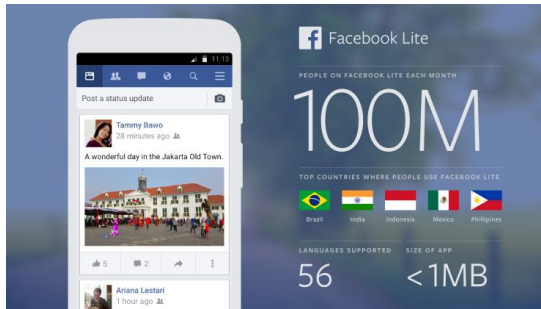 11:13
Post a status update
Tammy Bawo
28 minutes ago
A wonderful day in the Jakarta Old Town.
5
2
Ariana Lestari
1 hour ago
f Facebook Lite
PEOPLE ON FACEBOOK LITE EACH MONTH
100M
TOP COUNTRIES WHERE PEOPLE USE FACEBOOK LITE
Brazil India Indonesia Mexico Phillipines
LANGUAGES SUPPORTED SIZE OF APP
56 <1MB